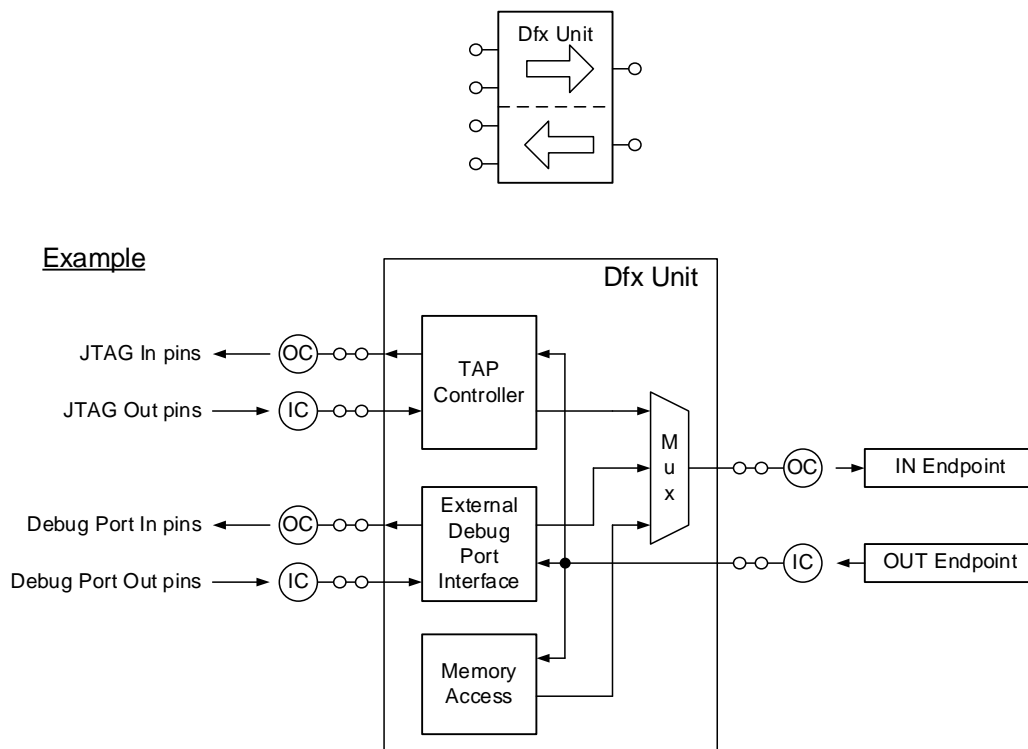 Dfx Unit
Example
Dfx Unit
JTAG In pins
OC
TAP
Controller
JTAG Out pins
IC
M
u
x
OC
IN Endpoint
Debug Port In pins
OC
External
Debug
Port
Interface
IC
OUT Endpoint
Debug Port Out pins
IC
Memory
Access